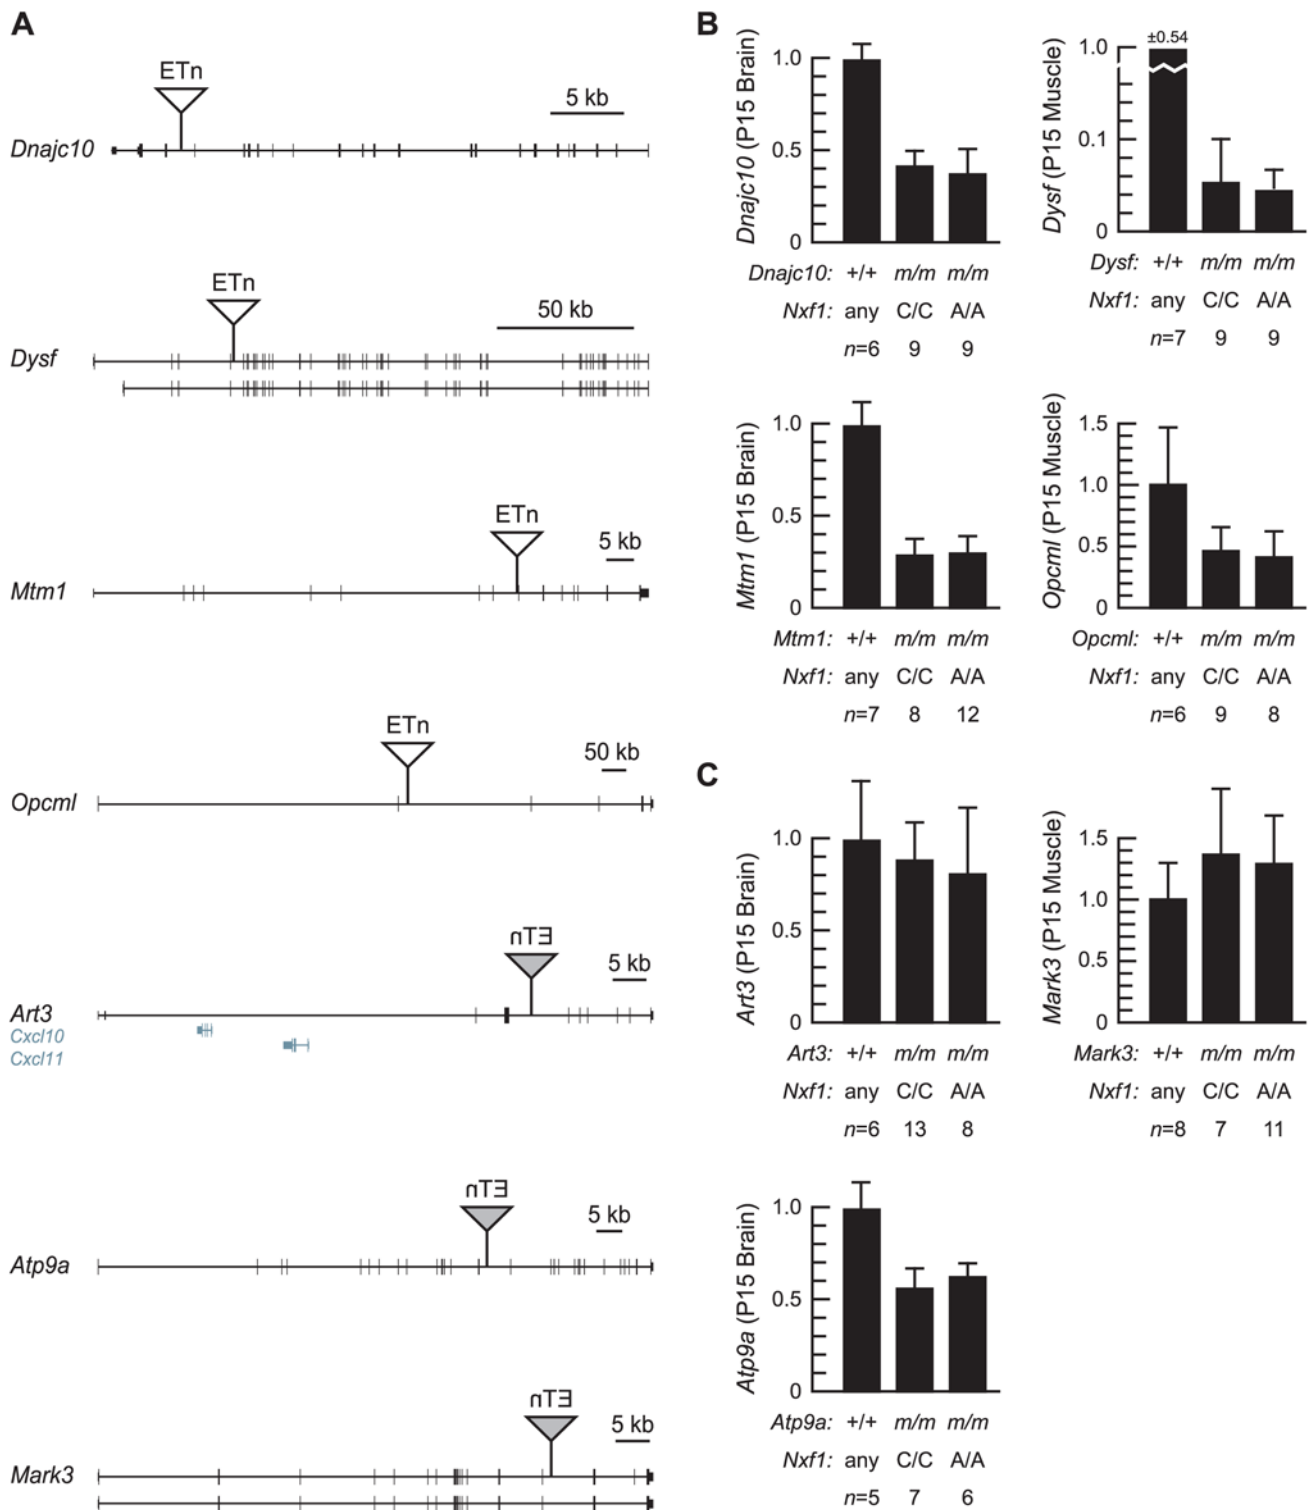 A
ETn
5 kb
Dnajc10
ETn
50 kb
Dysf
ETn
5 kb
Mtm1
ETn
50 kb
Opcml
ETn
5 kb
Art3
Cxcl10
Cxcl11
ETn
5 kb
Atp9a
ETn
5 kb
Mark3
B
Dnajc10 (P15 Brain)
1.0
0.5
0
Dnajc10: +/+ m/m m/m
Nxf1: any C/C A/A
n=6 9 9
Dysf (P15 Muscle)
±0.54
1.0
0.1
0
Dysf: +/+ m/m m/m
Nxf1: any C/C A/A
n=7 9 9
Mtm1 (P15 Brain)
1.0
0.5
0
Mtm1: +/+ m/m m/m
Nxf1: any C/C A/A
n=7 8 12
Opcml (P15 Muscle)
1.5
1.0
0.5
0
Opcml: +/+ m/m m/m
Nxf1: any C/C A/A
n=6 9 8
C
Art3 (P15 Brain)
1.0
0.5
0
Art3: +/+ m/m m/m
Nxf1: any C/C A/A
n=6 13 8
Mark3 (P15 Muscle)
1.5
1.0
0.5
0
Mark3: +/+ m/m m/m
Nxf1: any C/C A/A
n=8 7 11
Atp9a (P15 Brain)
1.0
0.5
0
Atp9a: +/+ m/m m/m
Nxf1: any C/C A/A
n=5 7 6